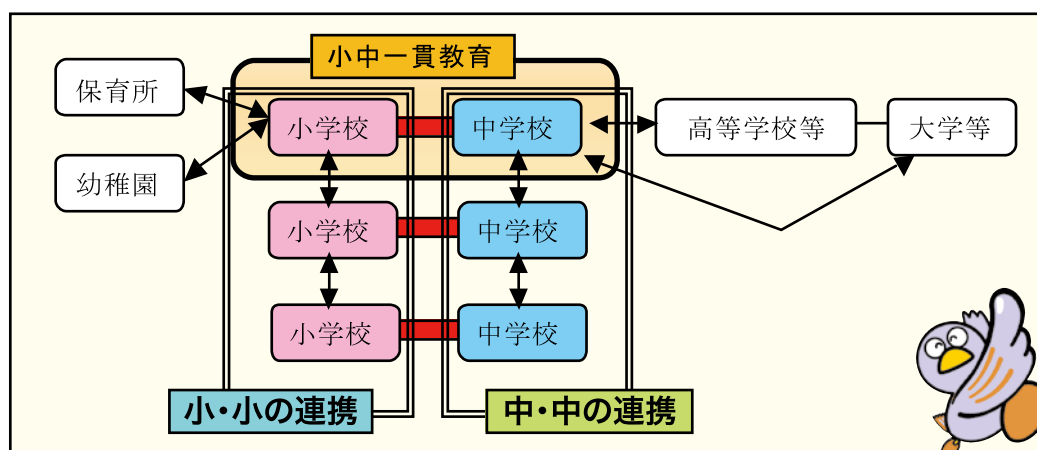 小中一貫教育
保育所
小学校
中学校
高等学校等
大学等
幼稚園
小学校
中学校
小学校
中学校
小・小の連携
中・中の連携